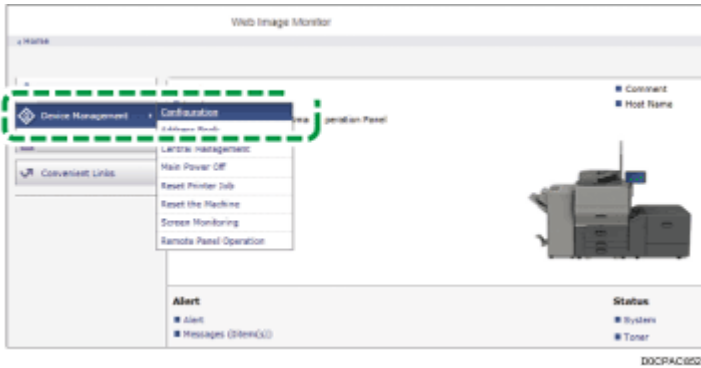 Web Image Monitor
Home
Comment
Host Name
Device Management
Configuration
peration Panel
Address Book
Central Management
Convenient Links
Main Power Off
Reset Printer Job
Reset the Machine
Screen Monitoring
Remote Panel Operation
Alert
Status
Alert
System
Messages (0item(s))
Toner
D0CPAC052